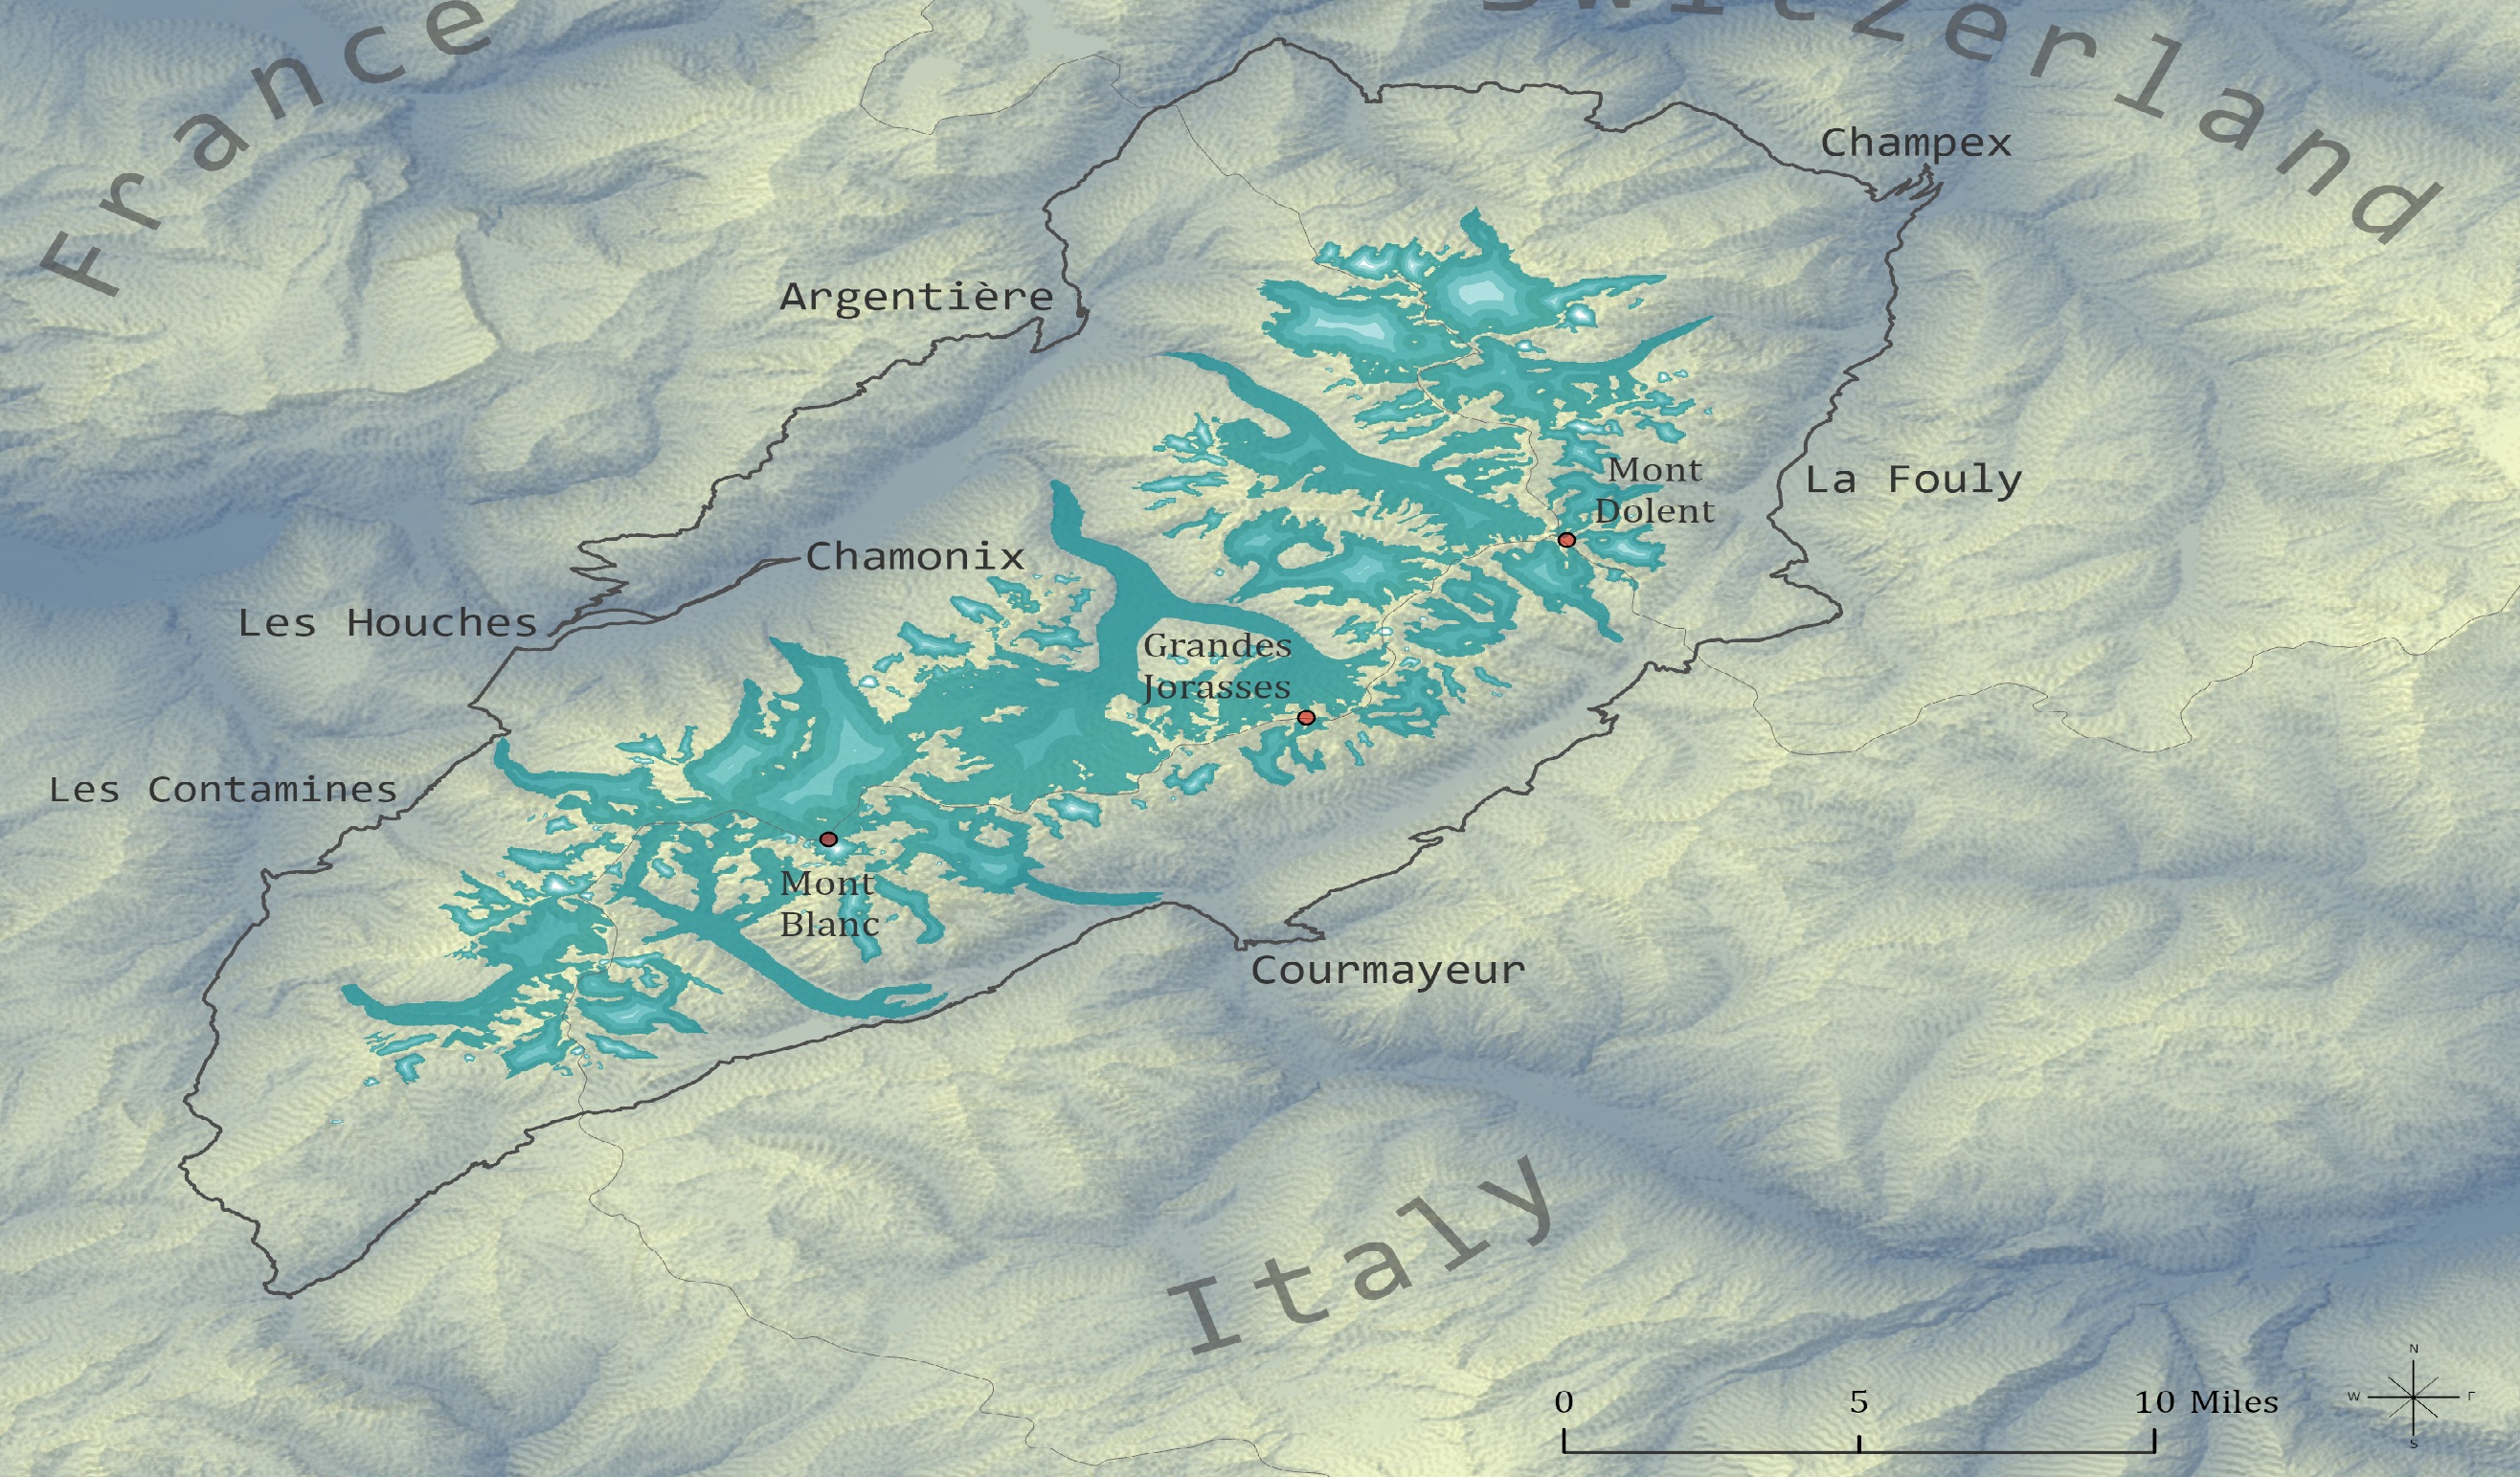 France
Switzerland
Champex
Argentière
Mont
Dolent
La Fouly
Chamonix
Les Houches
Grandes
Jorasses
Les Contamines
Mont
Blanc
Courmayeur
Italy
0 5 10 Miles
N
W
S